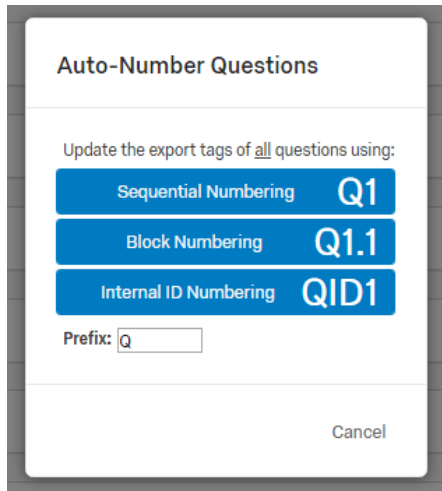 Auto-Number Questions
Update the export tags of all questions using:
Sequential Numbering Q1
Block Numbering Q1.1
Internal ID Numbering QID1
Prefix: Q
Cancel